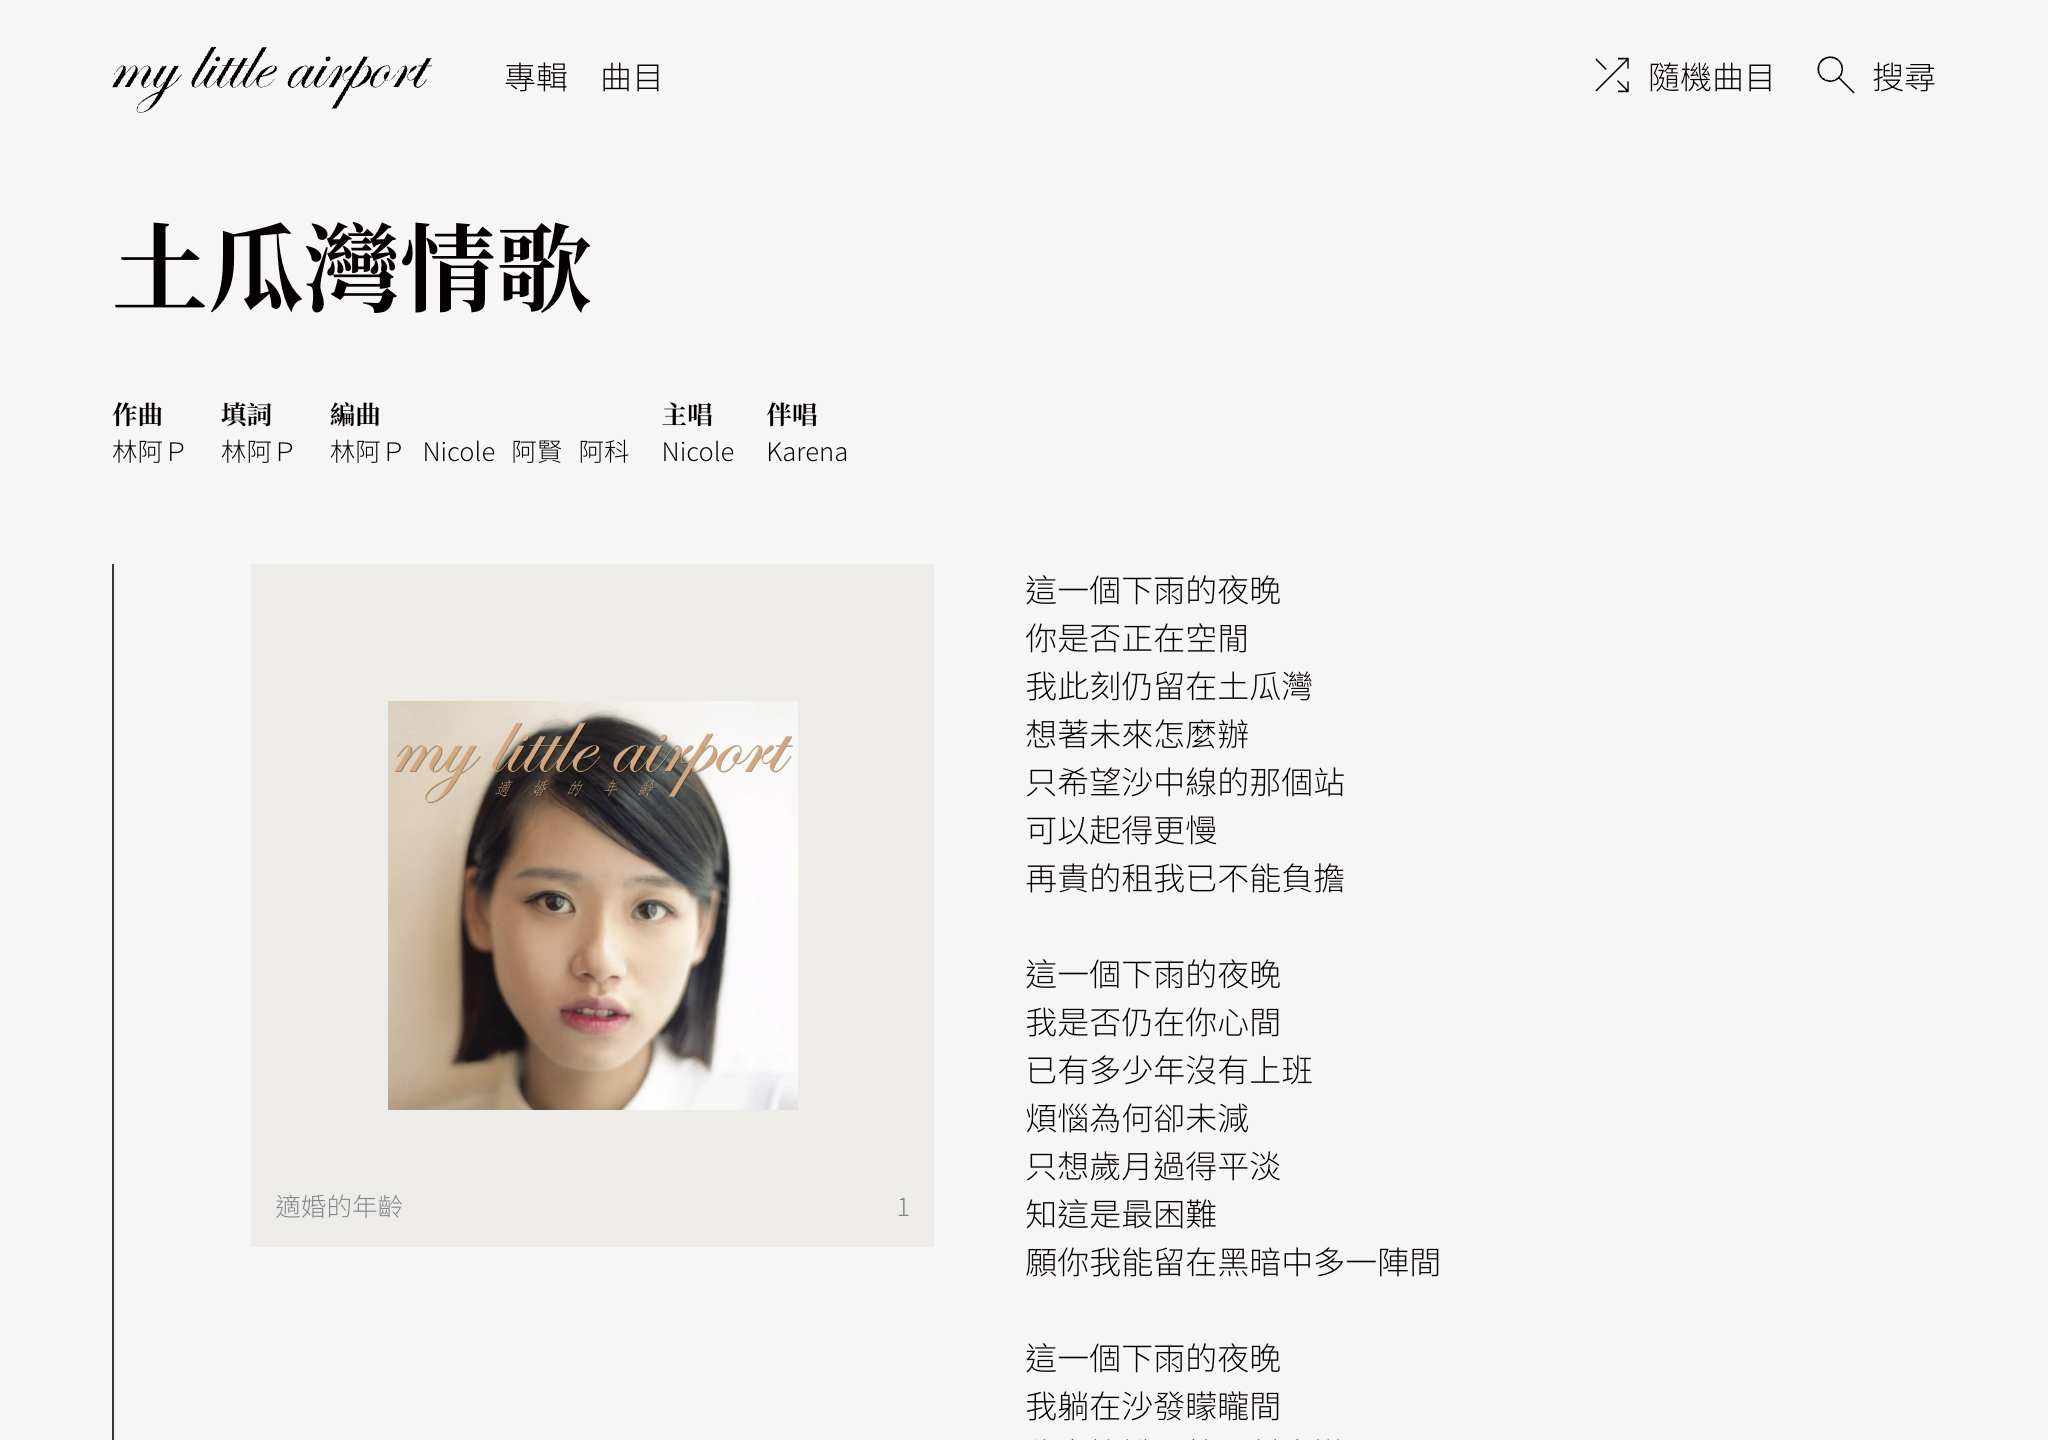 my little airport 專輯 曲目 隨機曲目 搜尋
土瓜灣情歌
作曲 填詞 編曲 主唱 伴唱
林阿P 林阿P 林阿P Nicole 阿賢 阿科 Nicole Karena
my little airport
適婚的年齡
適婚的年齡 1
這一個下雨的夜晚
你是否正在空閒
我此刻仍留在土瓜灣
想著未來怎麼辦
只希望沙中線的那個站
可以起得更慢
再貴的租我已不能負擔
這一個下雨的夜晚
我是否仍在你心間
已有多少年沒有上班
煩惱為何卻未減
只想歲月過得平淡
知這是最困難
願你我能留在黑暗中多一陣間
這一個下雨的夜晚
我躺在沙發矇矓間